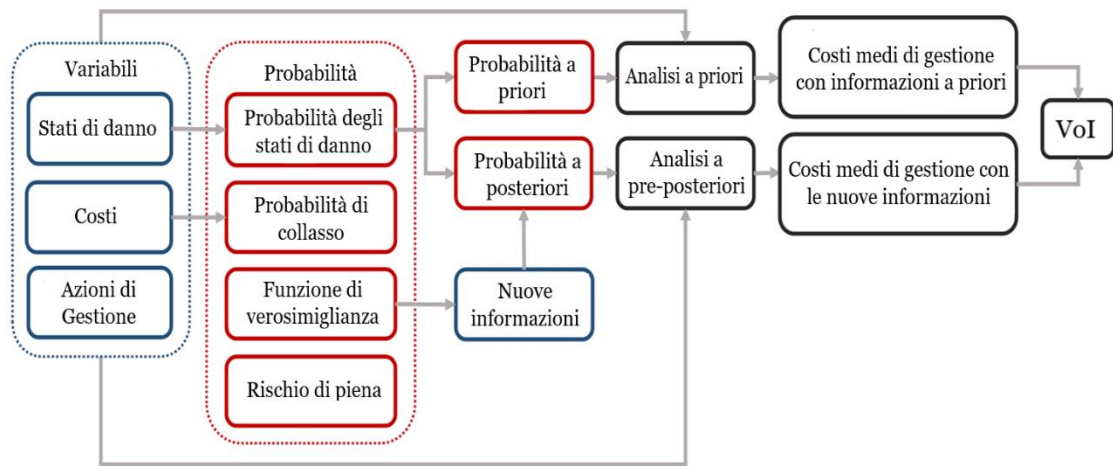 Variabili
Stati di danno
Costi
Azioni di
Gestione
Probabilità
Probabilità degli
stati di danno
Probabilità di
collasso
Funzione di
verosimiglianza
Rischio di piena
Probabilità a
priori
Probabilità a
posteriori
Nuove
informazioni
Analisi a priori
Analisi a
pre-posteriori
Costi medi di gestione
con informazioni a priori
Costi medi di gestione con
le nuove informazioni
VoI